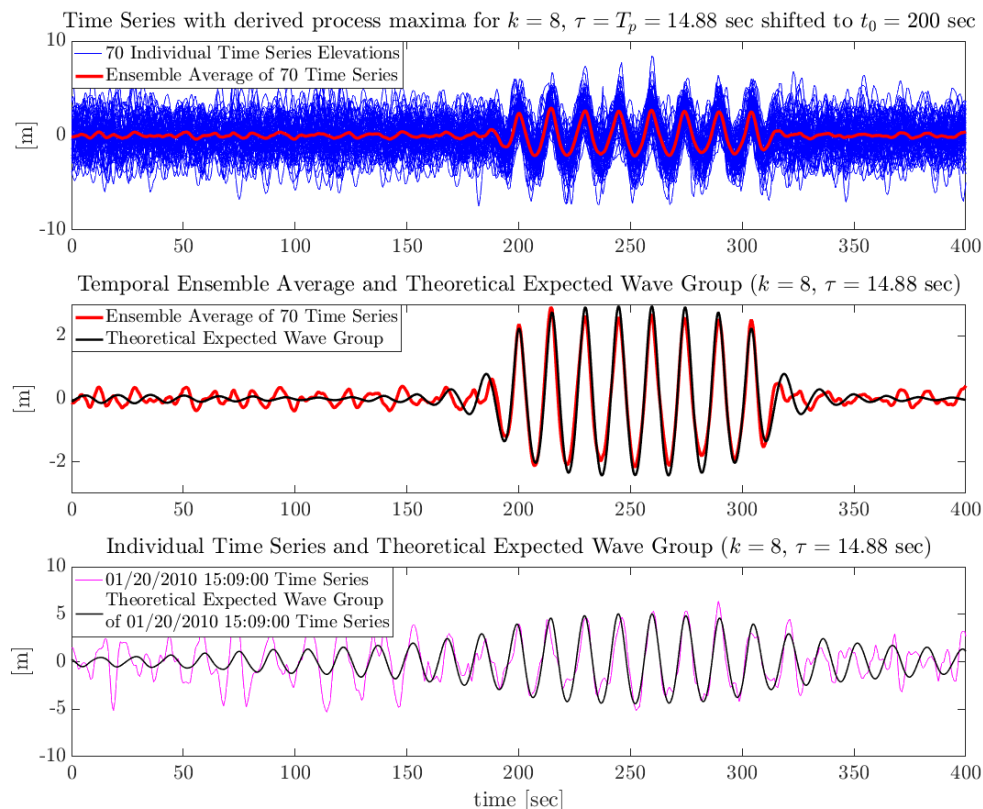 Time Series with derived process maxima for k = 8, τ = Tₚ = 14.88 sec shifted to t₀ = 200 sec
10
0
-10
[m]
70 Individual Time Series Elevations
Ensemble Average of 70 Time Series
0 50 100 150 200 250 300 350 400
Temporal Ensemble Average and Theoretical Expected Wave Group (k = 8, τ = 14.88 sec)
2
0
-2
[m]
Ensemble Average of 70 Time Series
Theoretical Expected Wave Group
0 50 100 150 200 250 300 350 400
Individual Time Series and Theoretical Expected Wave Group (k = 8, τ = 14.88 sec)
10
5
0
-5
-10
[m]
01/20/2010 15:09:00 Time Series
Theoretical Expected Wave Group
of 01/20/2010 15:09:00 Time Series
0 50 100 150 200 250 300 350 400
time [sec]